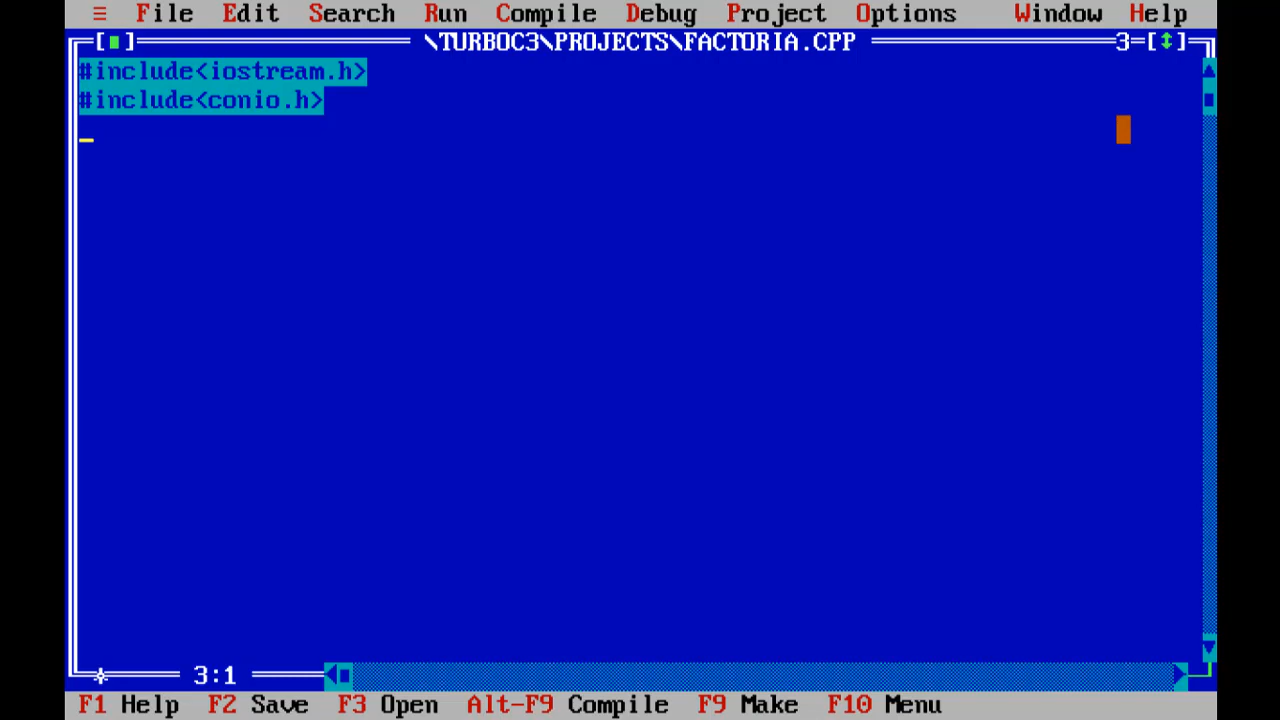 ≡ File Edit Search Run Compile Debug Project Options Window Help
[■] \TURBOC3\PROJECTS\FACTORIA.CPP 3=[↕]
#include<iostream.h>
#include<conio.h>
3:1
F1 Help F2 Save F3 Open Alt-F9 Compile F9 Make F10 Menu